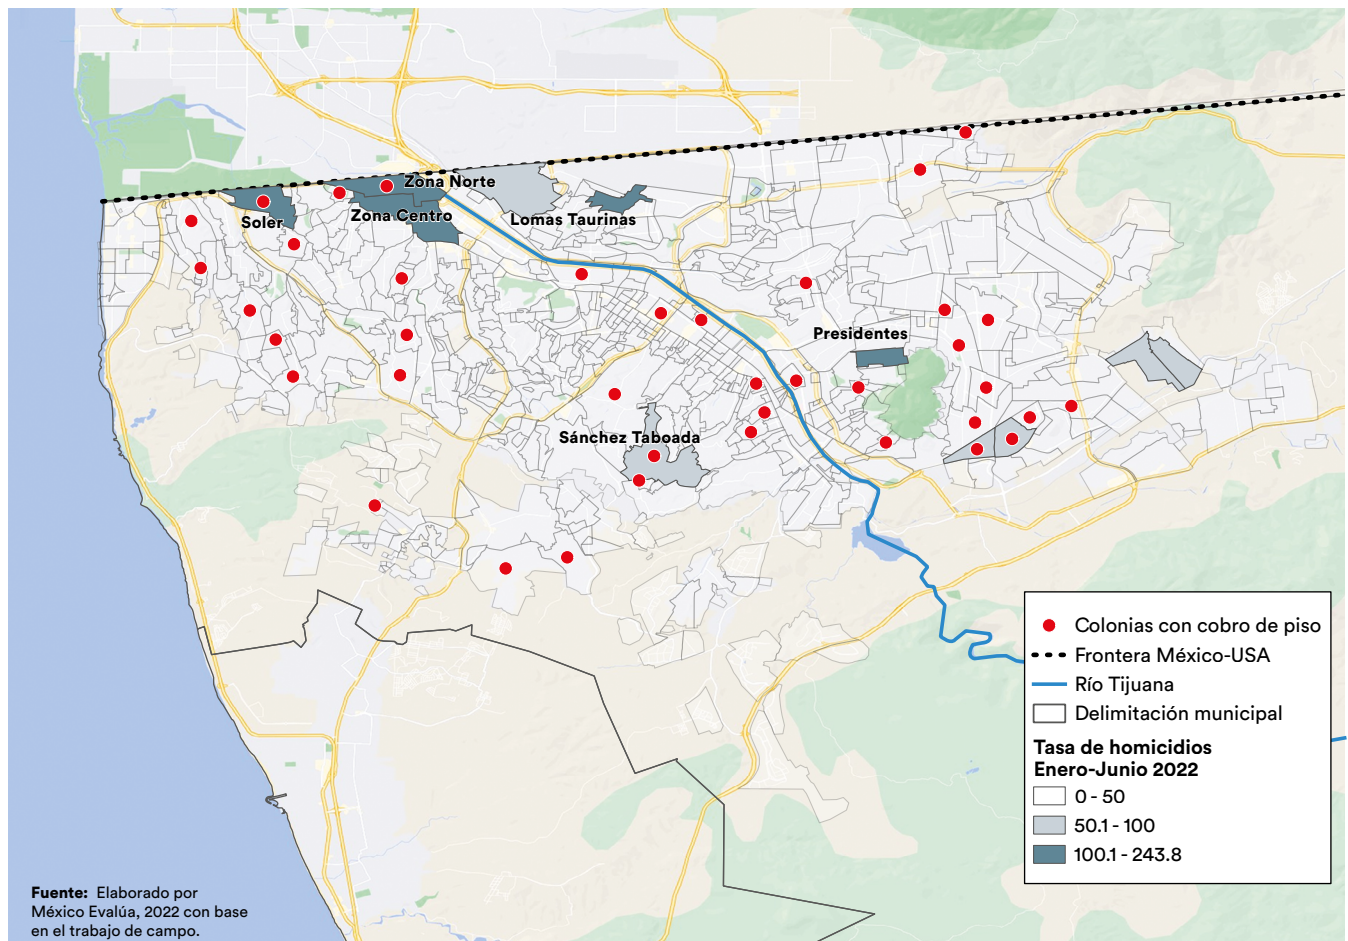 Zona Norte
Soler
Zona Centro
Lomas Taurinas
Presidentes
Sánchez Taboada
Colonias con cobro de piso
Frontera México-USA
Río Tijuana
Delimitación municipal
Tasa de homicidios
Enero-Junio 2022
0 - 50
50.1 - 100
100.1 - 243.8
Fuente: Elaborado por
México Evalúa, 2022 con base
en el trabajo de campo.